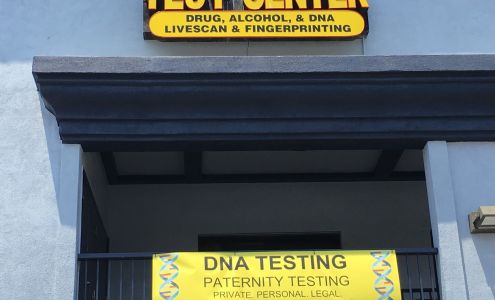 TEST CENTER
DRUG, ALCOHOL, & DNA
LIVESCAN & FINGERPRINTING
DNA TESTING
PATERNITY TESTING
PRIVATE. PERSONAL. LEGAL.